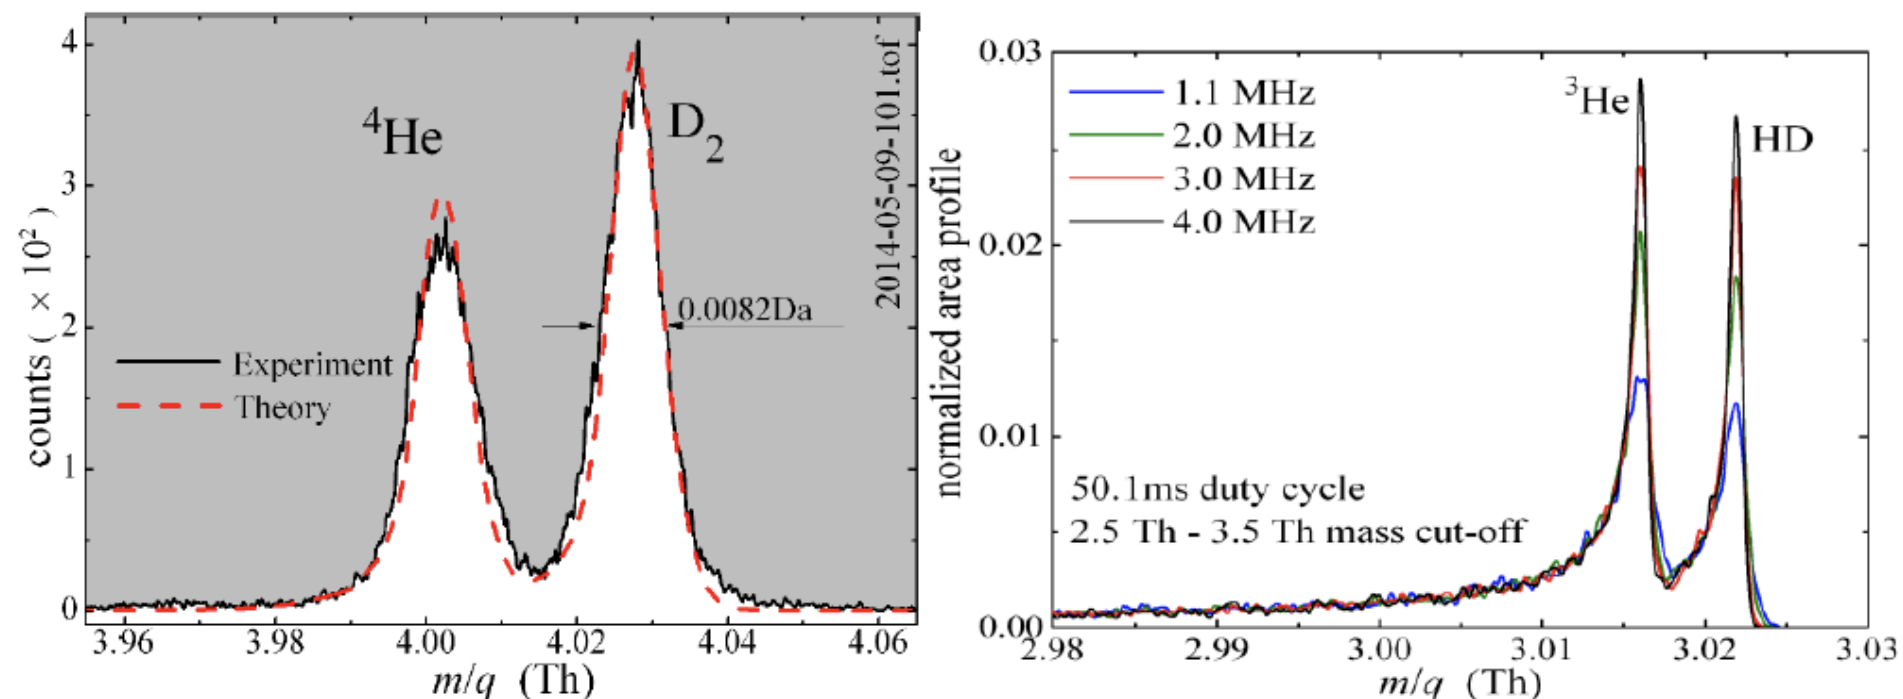 4
3
2
1
0
counts ( × 10²)
⁴He
D₂
2014-05-09-101.tof
0.0082Da
Experiment
Theory
3.96
3.98
4.00
4.02
4.04
4.06
m/q (Th)
0.03
0.02
0.01
0.00
normalized area profile
1.1 MHz
2.0 MHz
3.0 MHz
4.0 MHz
³He
HD
50.1ms duty cycle
2.5 Th - 3.5 Th mass cut-off
2.98
2.99
3.00
3.01
3.02
3.03
m/q (Th)